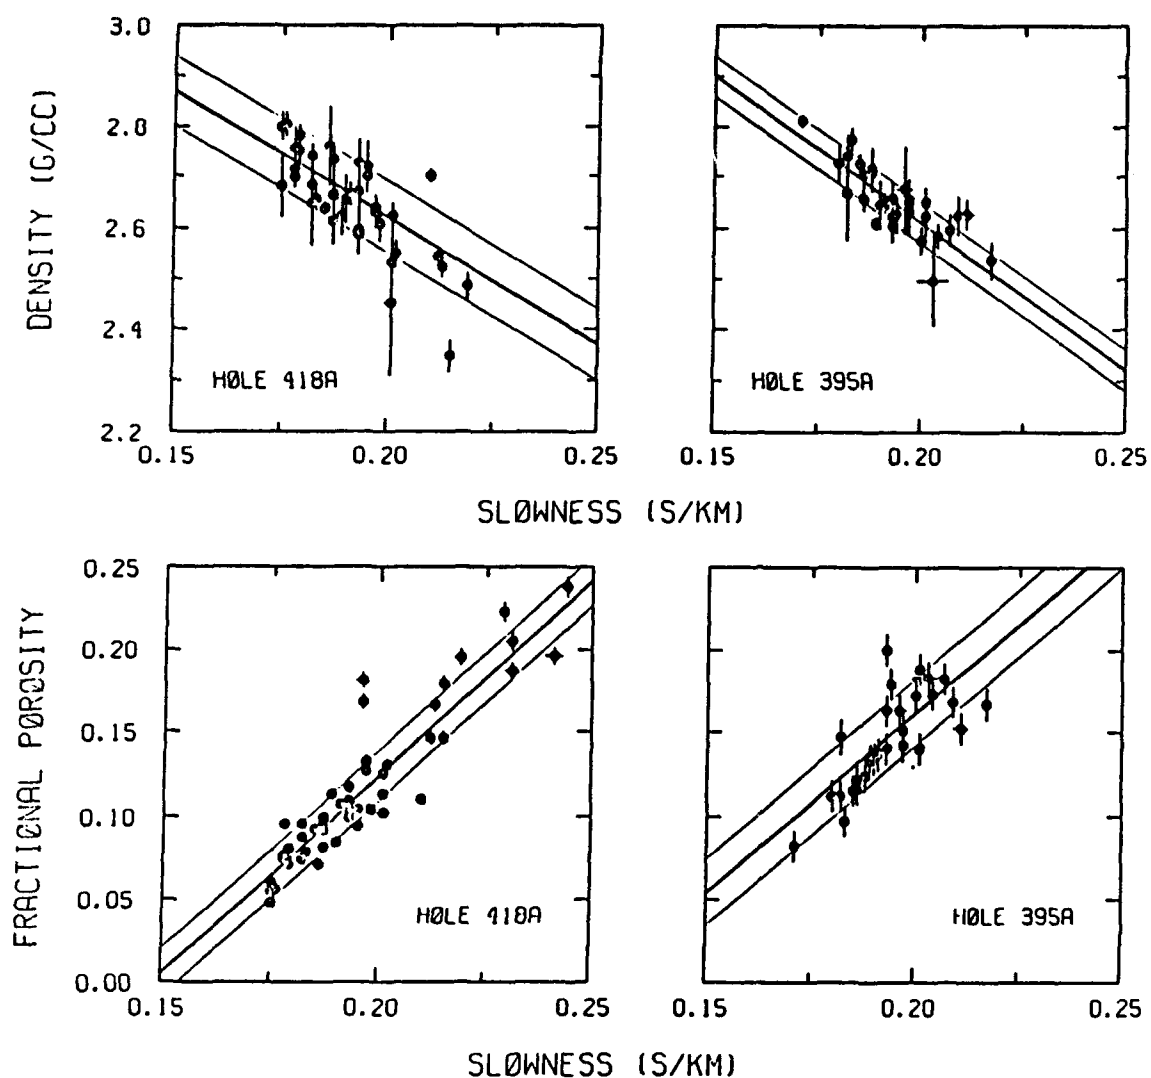 3.0
2.8
2.6
2.4
2.2
DENSITY (G/CC)
HØLE 418A
HØLE 395A
0.15 0.20 0.25
0.15 0.20 0.25
SLØWNESS (S/KM)
0.25
0.20
0.15
0.10
0.05
0.00
FRACTIØNAL PØRØSITY
HØLE 418A
HØLE 395A
0.15 0.20 0.25
0.15 0.20 0.25
SLØWNESS (S/KM)